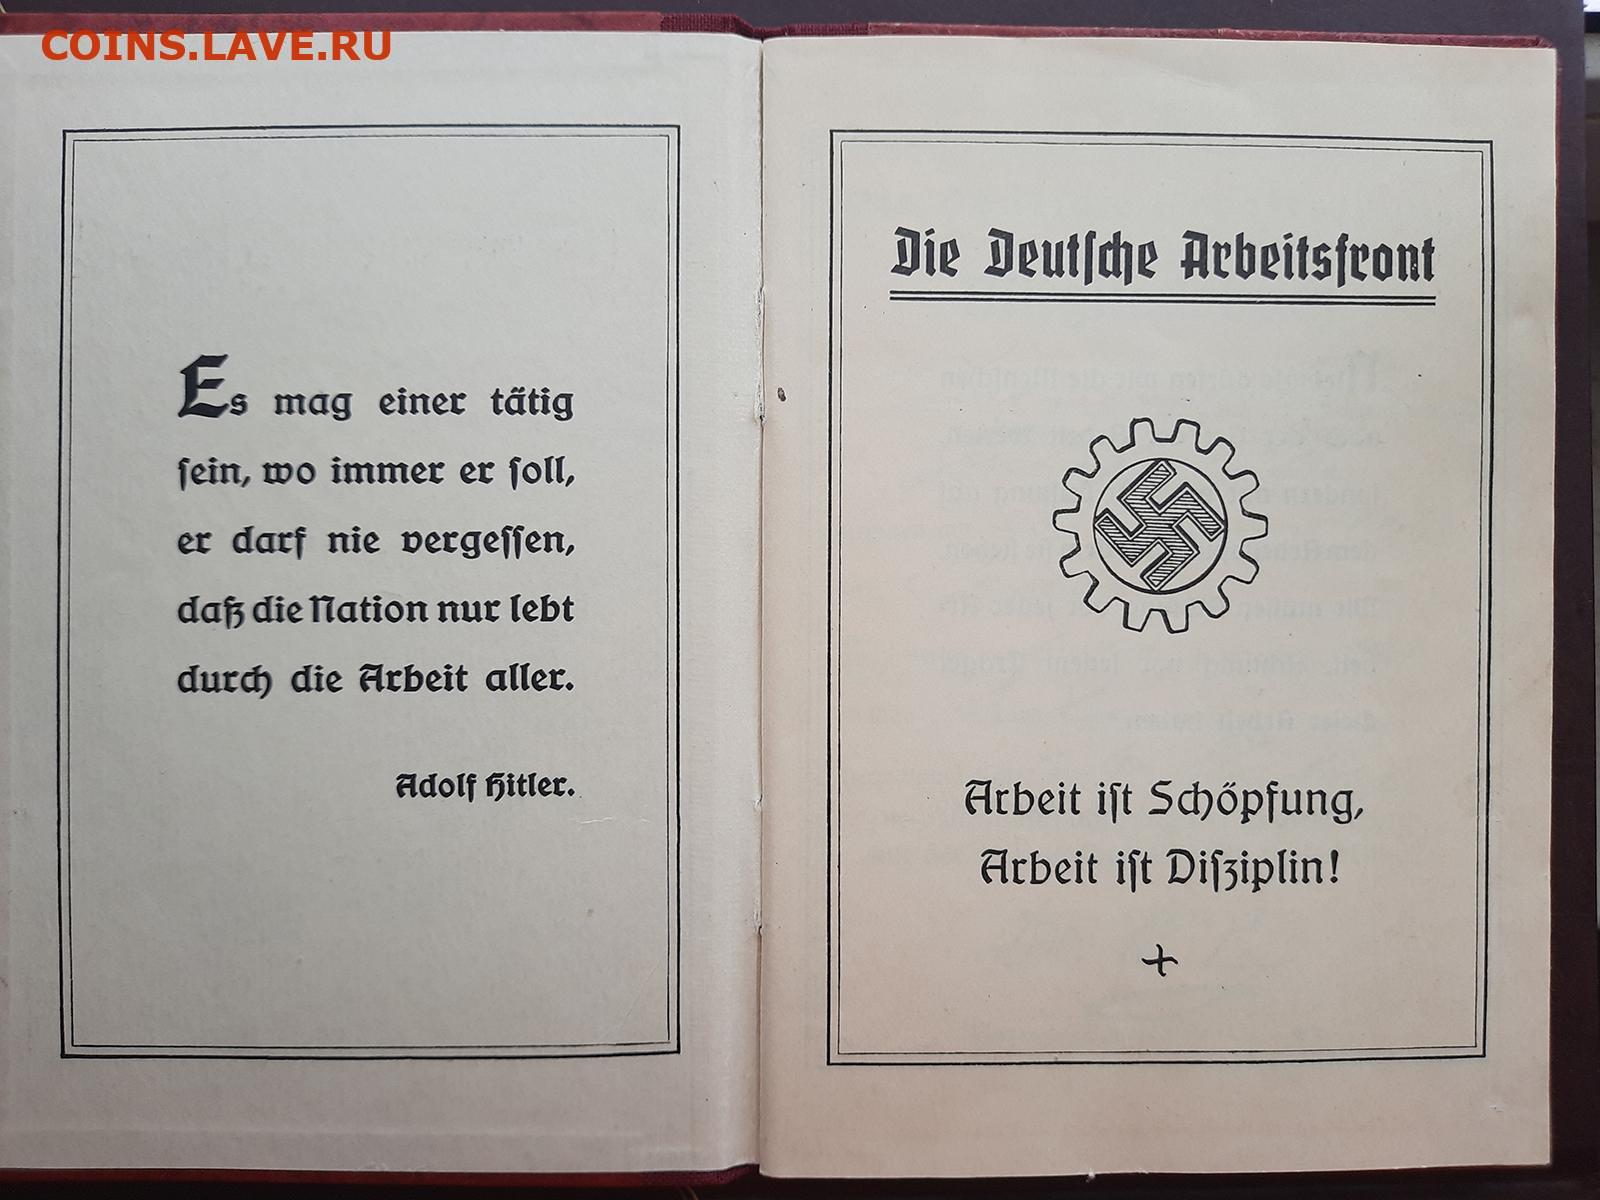 COINS.LAVE.RU
Es mag einer tätig
ſein, wo immer er ſoll,
er darf nie vergeſſen,
daß die Nation nur lebt
durch die Arbeit aller.
Adolf Hitler.
Die Deutſche Arbeitsfront
Arbeit iſt Schöpfung,
Arbeit iſt Diſziplin!